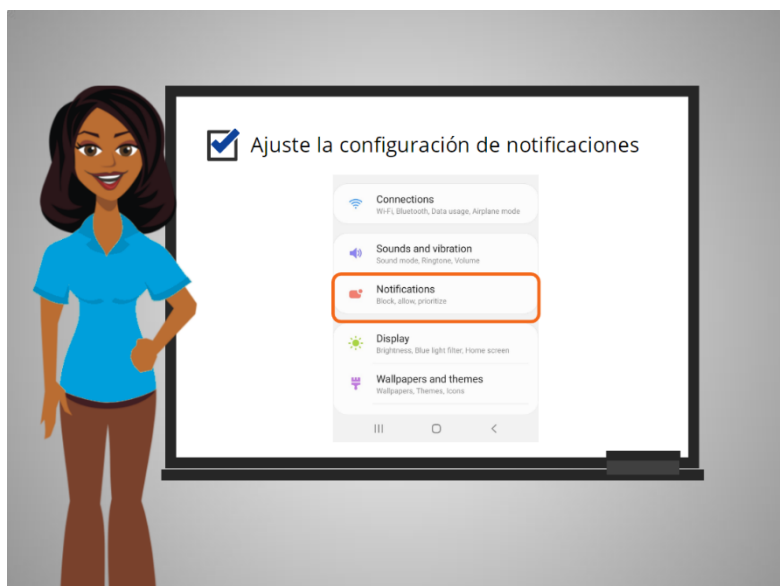 Ajuste la configuración de notificaciones
Connections
Wi-Fi, Bluetooth, Data usage, Airplane mode
Sounds and vibration
Sound mode, Ringtone, Volume
Notifications
Block, allow, prioritize
Display
Brightness, Blue light filter, Home screen
Wallpapers and themes
Wallpapers, Themes, Icons